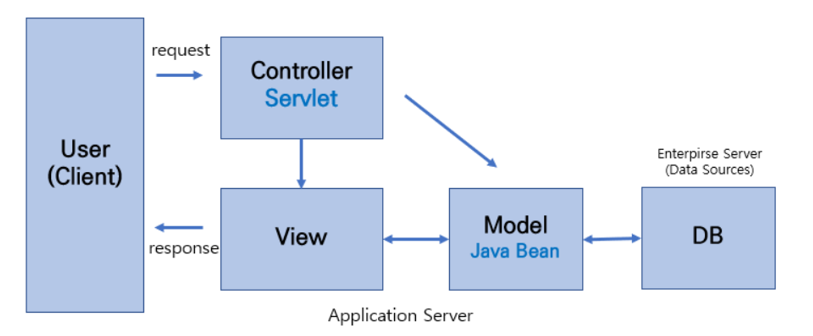 request
Controller
Servlet
User
(Client)
Enterpirse Server
(Data Sources)
View
Model
Java Bean
DB
response
Application Server